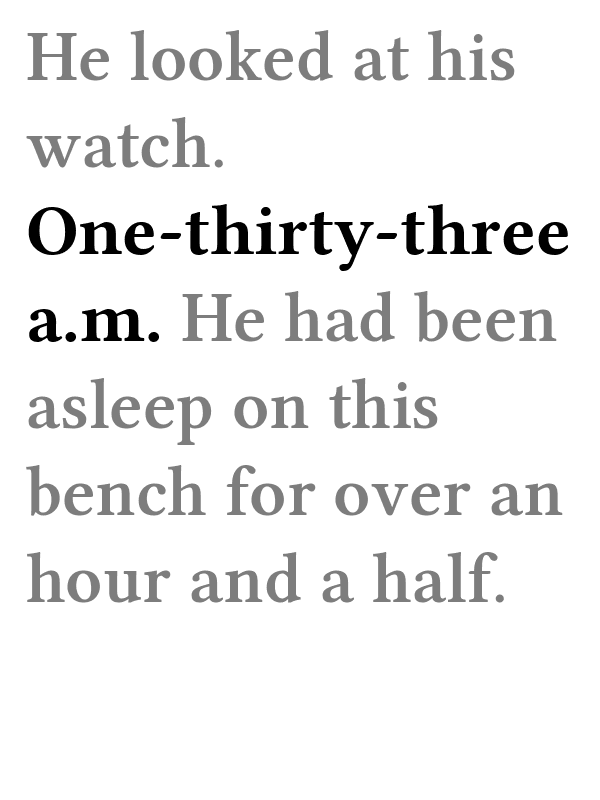 He looked at his
watch.
One-thirty-three
a.m. He had been
asleep on this
bench for over an
hour and a half.